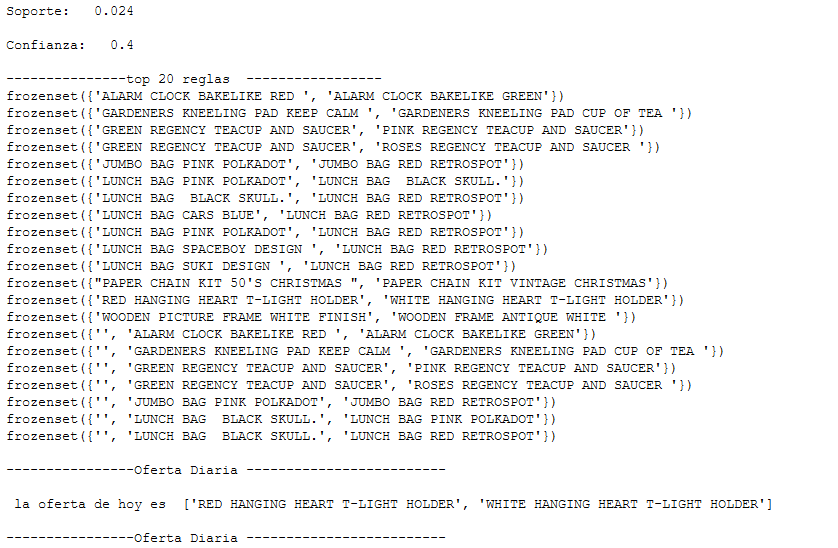 Soporte:   0.024
Confianza:   0.4
---------------top 20 reglas  -----------------
frozenset({'ALARM CLOCK BAKELIKE RED ', 'ALARM CLOCK BAKELIKE GREEN'})
frozenset({'GARDENERS KNEELING PAD KEEP CALM ', 'GARDENERS KNEELING PAD CUP OF TEA '})
frozenset({'GREEN REGENCY TEACUP AND SAUCER', 'PINK REGENCY TEACUP AND SAUCER'})
frozenset({'GREEN REGENCY TEACUP AND SAUCER', 'ROSES REGENCY TEACUP AND SAUCER '})
frozenset({'JUMBO BAG PINK POLKADOT', 'JUMBO BAG RED RETROSPOT'})
frozenset({'LUNCH BAG PINK POLKADOT', 'LUNCH BAG  BLACK SKULL.'})
frozenset({'LUNCH BAG  BLACK SKULL.', 'LUNCH BAG RED RETROSPOT'})
frozenset({'LUNCH BAG CARS BLUE', 'LUNCH BAG RED RETROSPOT'})
frozenset({'LUNCH BAG PINK POLKADOT', 'LUNCH BAG RED RETROSPOT'})
frozenset({'LUNCH BAG SPACEBOY DESIGN ', 'LUNCH BAG RED RETROSPOT'})
frozenset({'LUNCH BAG SUKI DESIGN ', 'LUNCH BAG RED RETROSPOT'})
frozenset({"PAPER CHAIN KIT 50'S CHRISTMAS ", 'PAPER CHAIN KIT VINTAGE CHRISTMAS'})
frozenset({'RED HANGING HEART T-LIGHT HOLDER', 'WHITE HANGING HEART T-LIGHT HOLDER'})
frozenset({'WOODEN PICTURE FRAME WHITE FINISH', 'WOODEN FRAME ANTIQUE WHITE '})
frozenset({'', 'ALARM CLOCK BAKELIKE RED ', 'ALARM CLOCK BAKELIKE GREEN'})
frozenset({'', 'GARDENERS KNEELING PAD KEEP CALM ', 'GARDENERS KNEELING PAD CUP OF TEA '})
frozenset({'', 'GREEN REGENCY TEACUP AND SAUCER', 'PINK REGENCY TEACUP AND SAUCER'})
frozenset({'', 'GREEN REGENCY TEACUP AND SAUCER', 'ROSES REGENCY TEACUP AND SAUCER '})
frozenset({'', 'JUMBO BAG PINK POLKADOT', 'JUMBO BAG RED RETROSPOT'})
frozenset({'', 'LUNCH BAG  BLACK SKULL.', 'LUNCH BAG PINK POLKADOT'})
frozenset({'', 'LUNCH BAG  BLACK SKULL.', 'LUNCH BAG RED RETROSPOT'})
----------------Oferta Diaria -------------------------
la oferta de hoy es  ['RED HANGING HEART T-LIGHT HOLDER', 'WHITE HANGING HEART T-LIGHT HOLDER']
----------------Oferta Diaria -------------------------